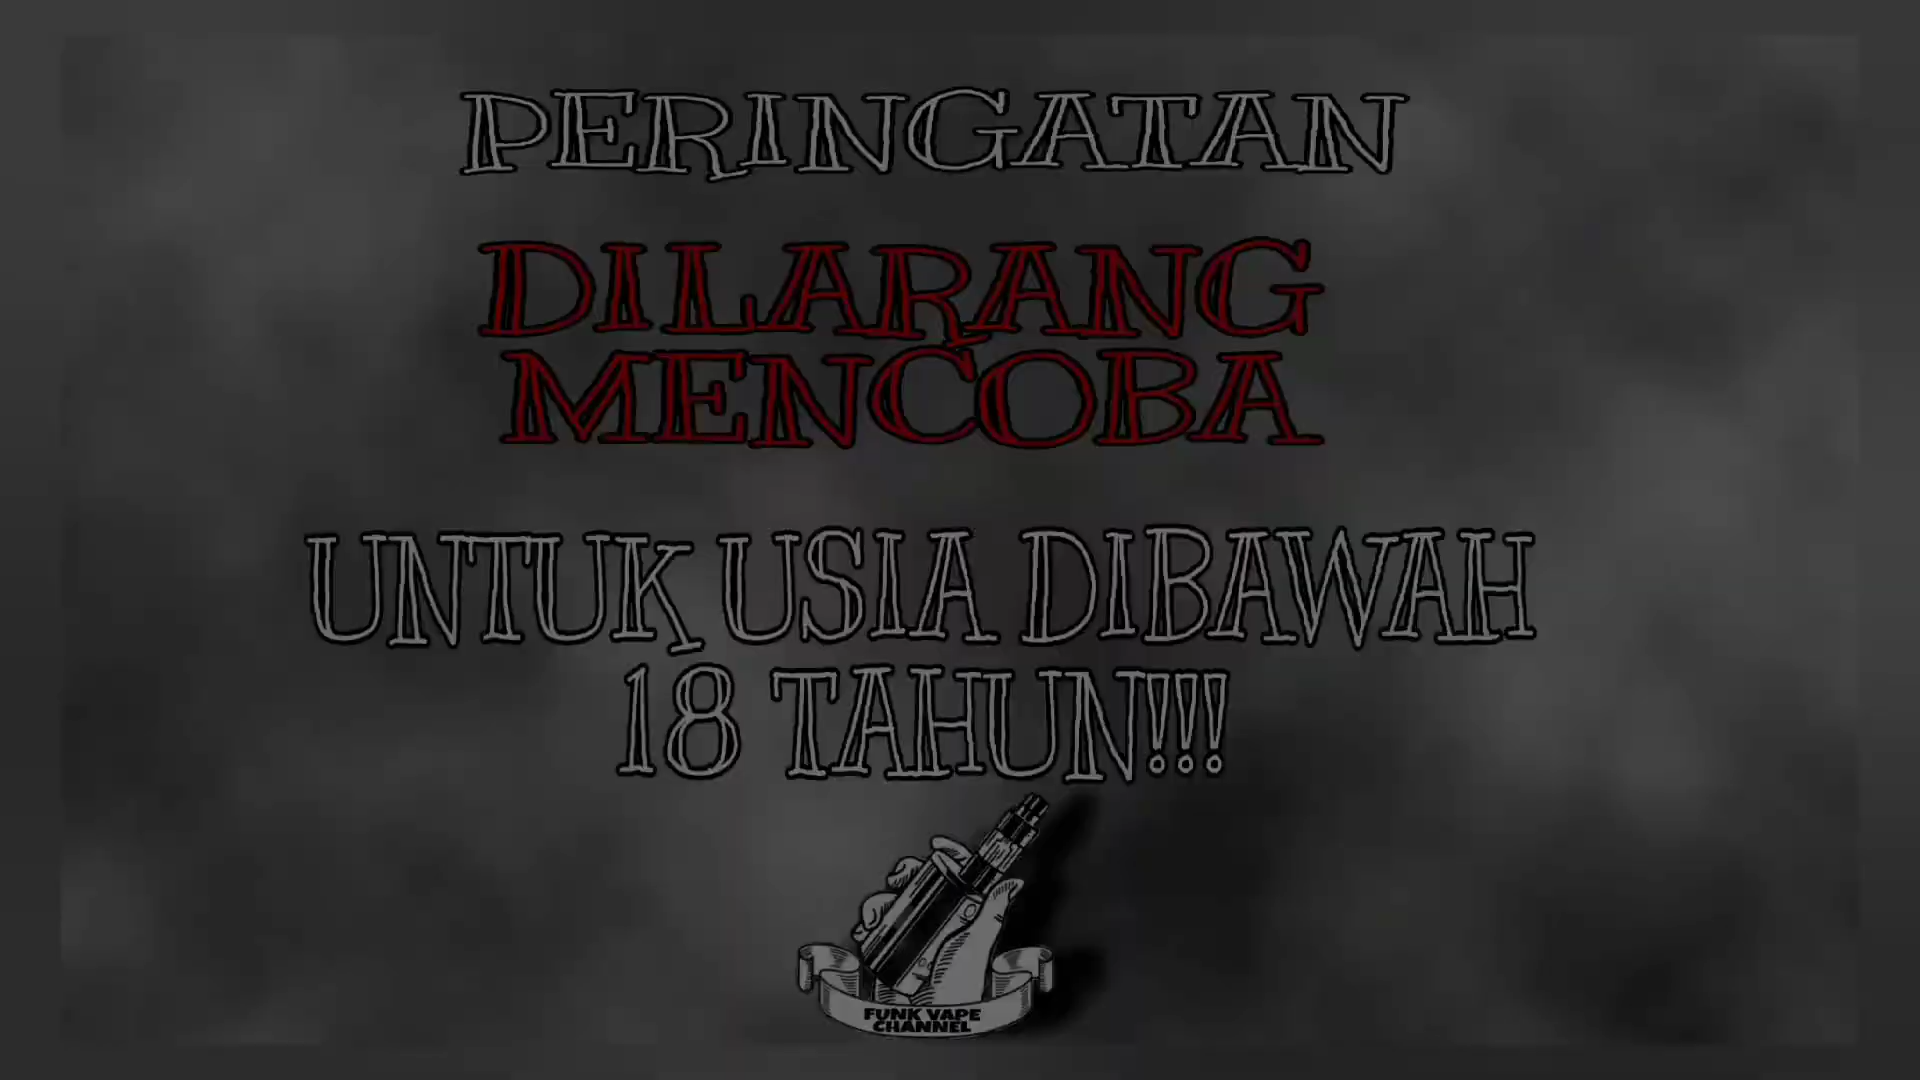 PERINGATAN
DILARANG
MENCOBA
UNTUK USIA DIBAWAH
18 TAHUN!!!
FUNK VAPE
CHANNEL